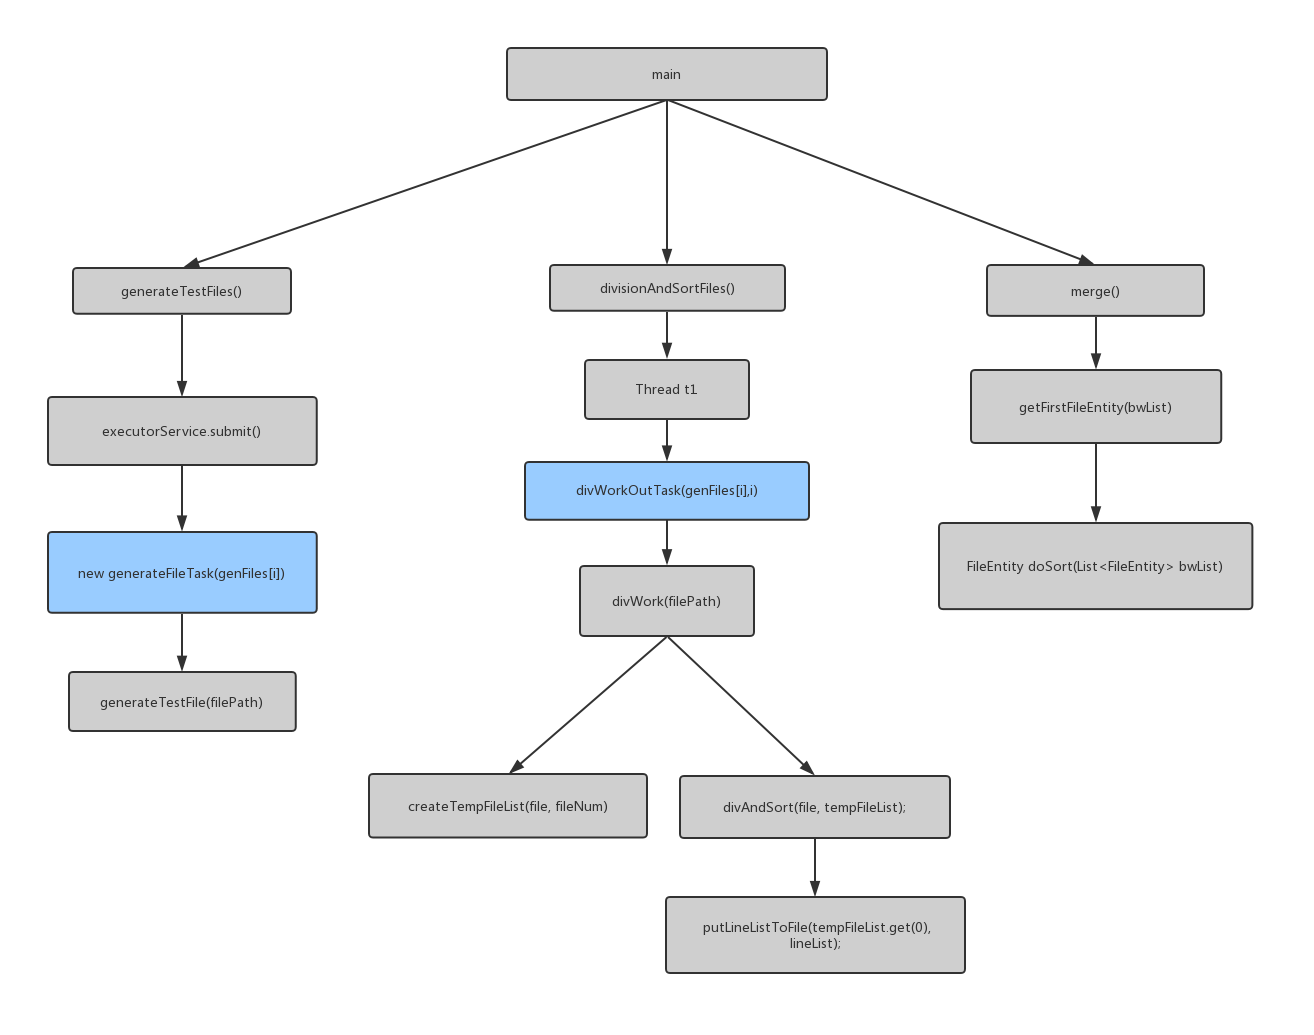 main
generateTestFiles()
divisionAndSortFiles()
merge()
Thread t1
executorService.submit()
getFirstFileEntity(bwList)
divWorkOutTask(genFiles[i],i)
new generateFileTask(genFiles[i])
FileEntity doSort(List<FileEntity> bwList)
divWork(filePath)
generateTestFile(filePath)
createTempFileList(file, fileNum)
divAndSort(file, tempFileList);
putLineListToFile(tempFileList.get(0),
lineList);